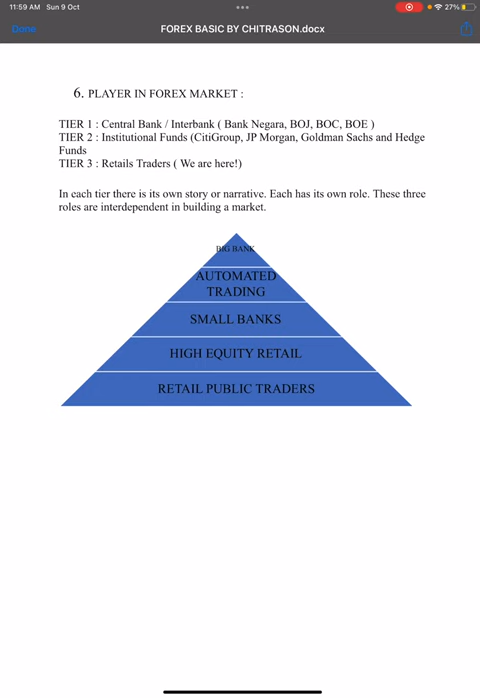 11:59 AM Sun 9 Oct
27%
Done
FOREX BASIC BY CHITRASON.docx
6. PLAYER IN FOREX MARKET :
TIER 1 : Central Bank / Interbank ( Bank Negara, BOJ, BOC, BOE )
TIER 2 : Institutional Funds (CitiGroup, JP Morgan, Goldman Sachs and Hedge
Funds
TIER 3 : Retails Traders ( We are here!)
In each tier there is its own story or narrative. Each has its own role. These three
roles are interdependent in building a market.
BIG BANK
AUTOMATED
TRADING
SMALL BANKS
HIGH EQUITY RETAIL
RETAIL PUBLIC TRADERS